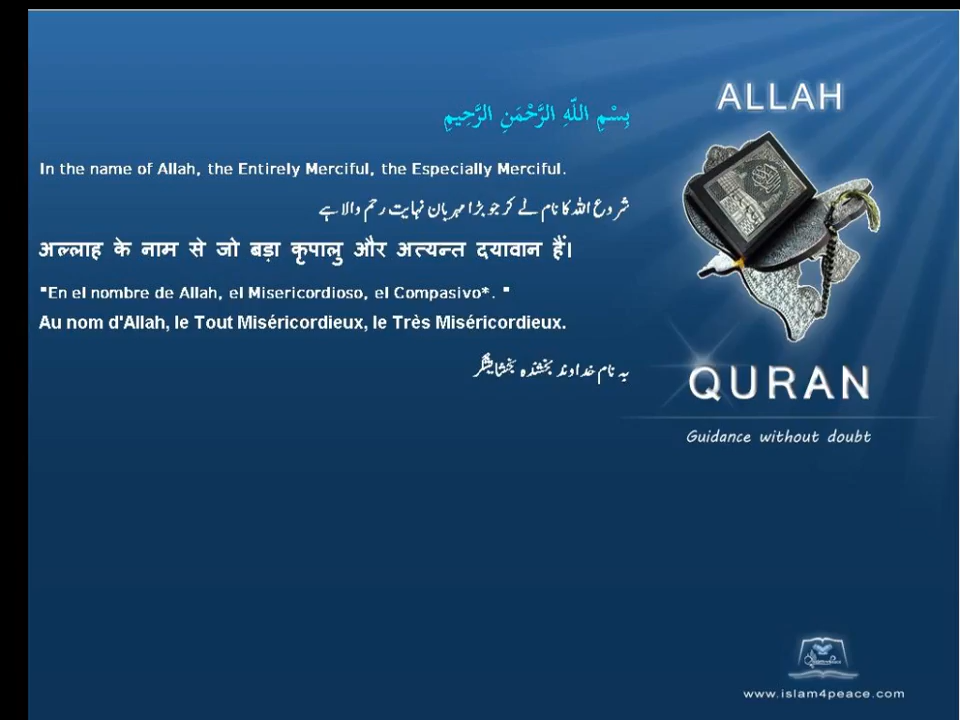 بِسْمِ اللَّهِ الرَّحْمَنِ الرَّحِيمِ
In the name of Allah, the Entirely Merciful, the Especially Merciful.
شروع الله کا نام لے کر جو بڑا مہربان نہایت رحم والا ہے
अल्लाह के नाम से जो बड़ा कृपालु और अत्यन्त दयावान हैं।
"En el nombre de Allah, el Misericordioso, el Compasivo*. "
Au nom d'Allah, le Tout Miséricordieux, le Très Miséricordieux.
به نام خداوند بخشنده بخشایشگر
ALLAH
QURAN
Guidance without doubt
www.islam4peace.com